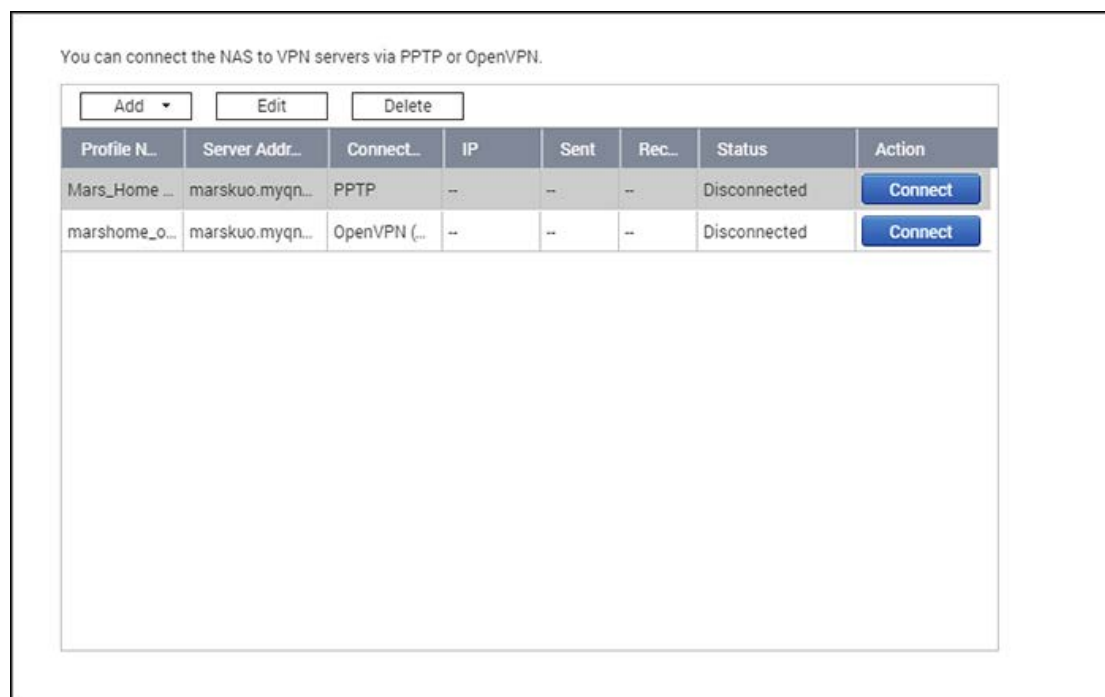 You can connect the NAS to VPN servers via PPTP or OpenVPN.
Add Edit Delete
Profile N... Server Addr... Connect... IP Sent Rec... Status Action
Mars_Home ... marskuo.myqn... PPTP -- -- -- Disconnected Connect
marshome_o... marskuo.myqn... OpenVPN (... -- -- -- Disconnected Connect